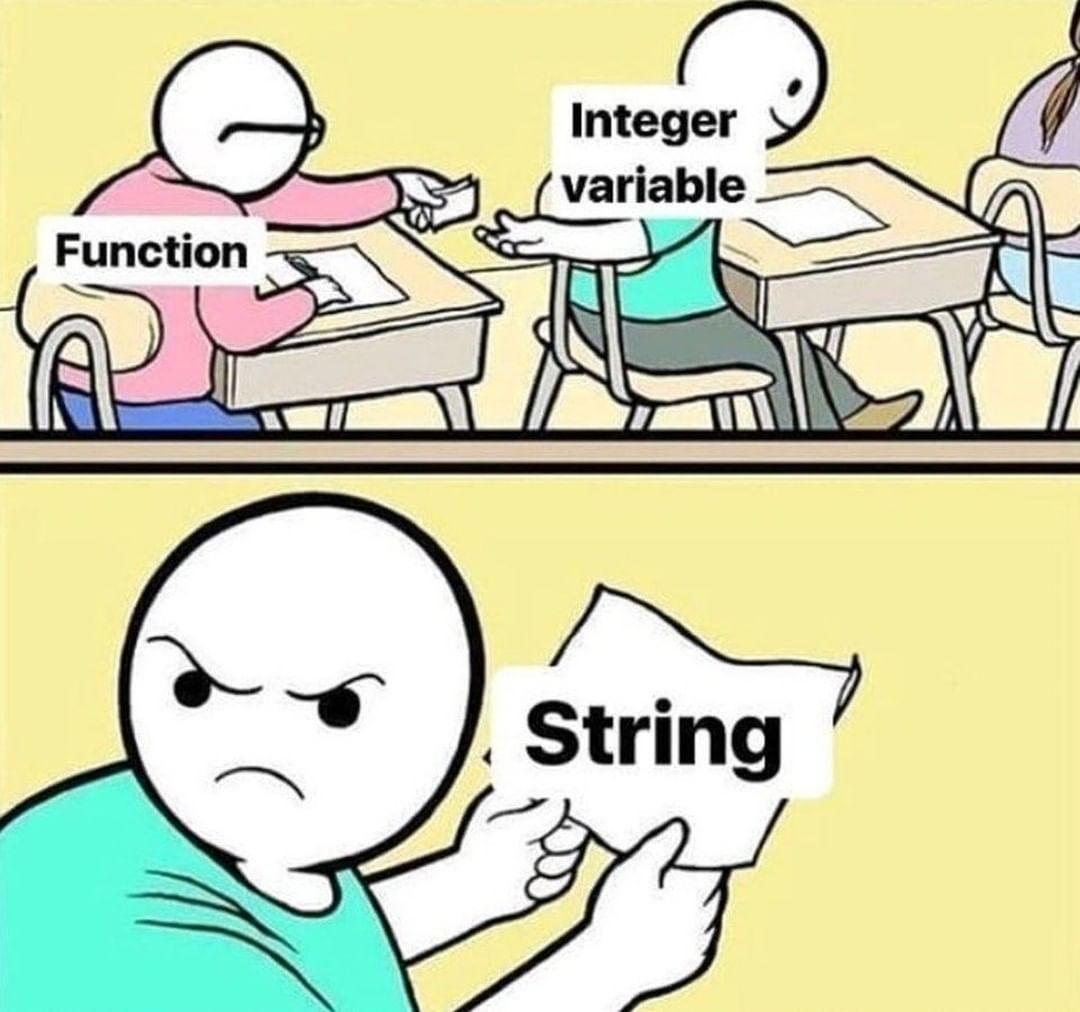 Integer
variable
Function
String